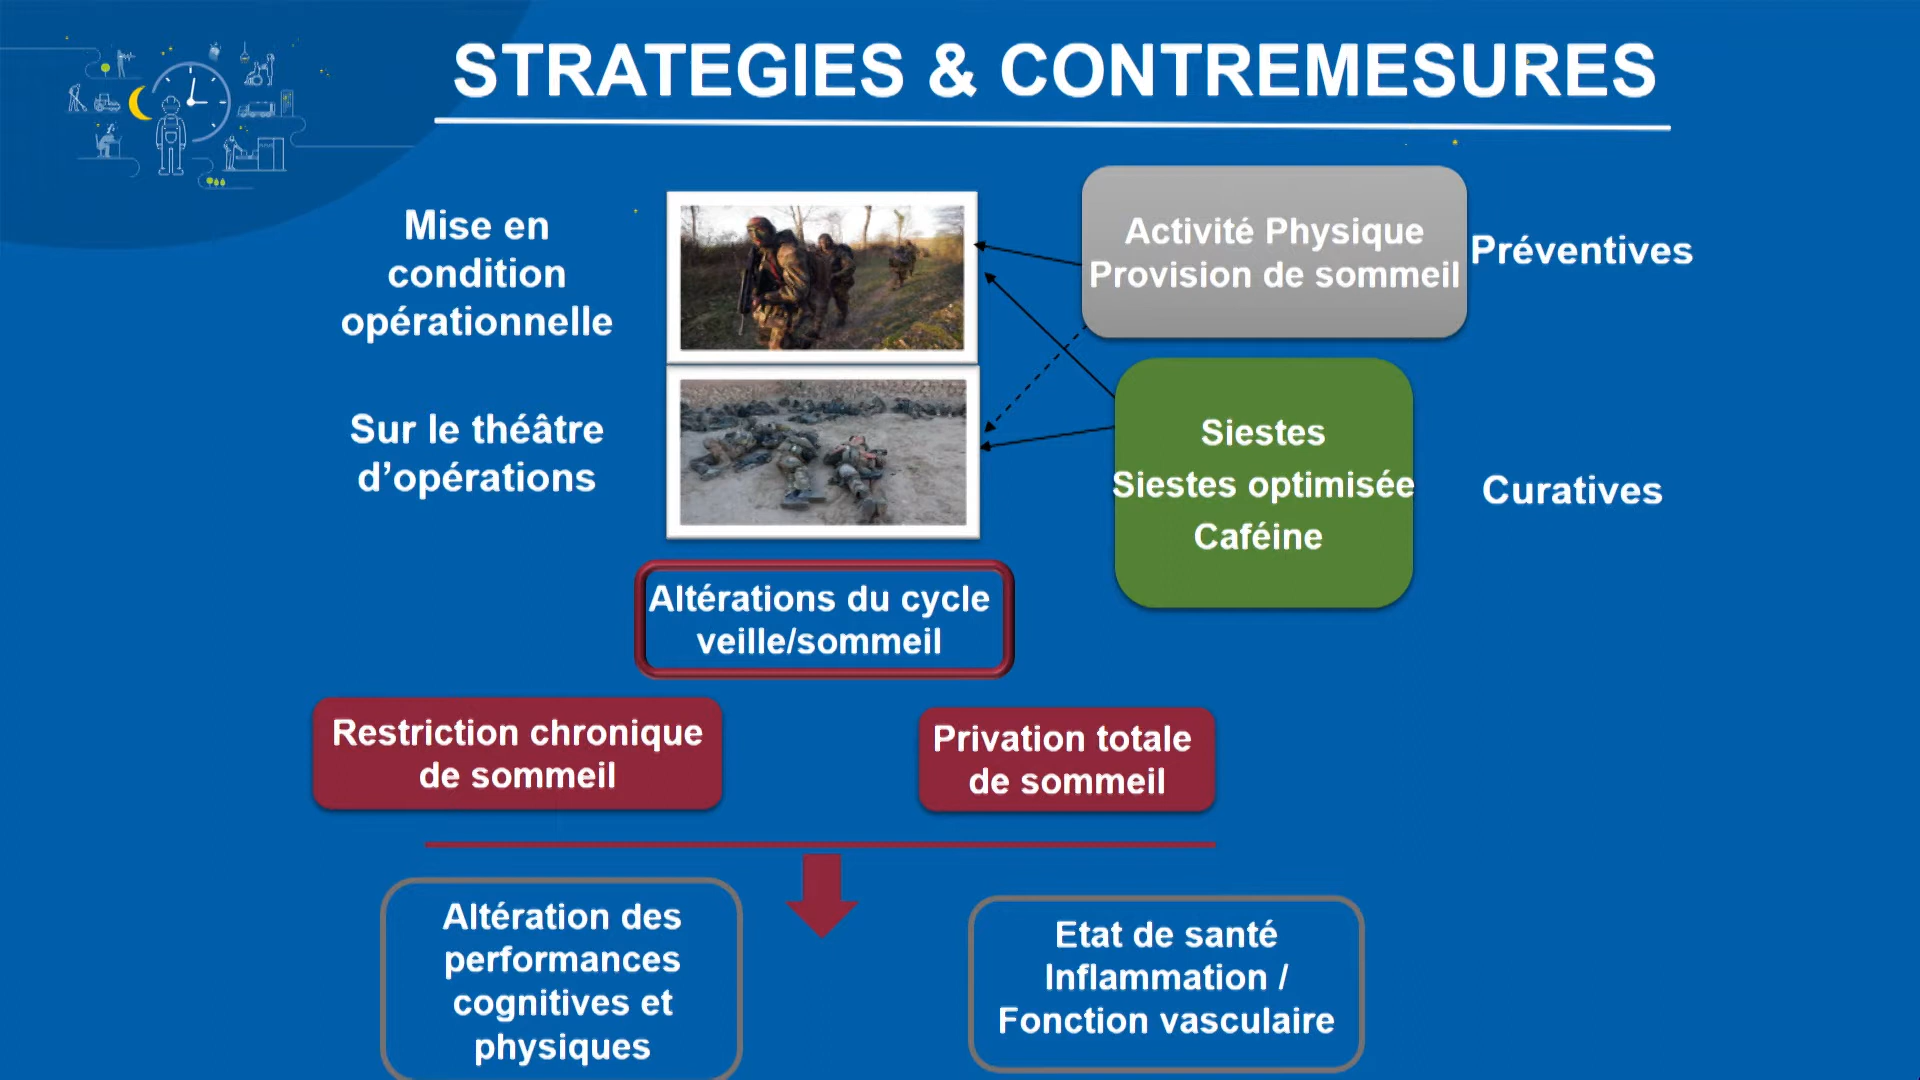 STRATEGIES & CONTREMESURES
Mise en
condition
opérationnelle
Activité Physique
Provision de sommeil
Préventives
Sur le théâtre
d’opérations
Siestes
Siestes optimisée
Caféine
Curatives
Altérations du cycle
veille/sommeil
Restriction chronique
de sommeil
Privation totale
de sommeil
Altération des
performances
cognitives et
physiques
Etat de santé
Inflammation /
Fonction vasculaire